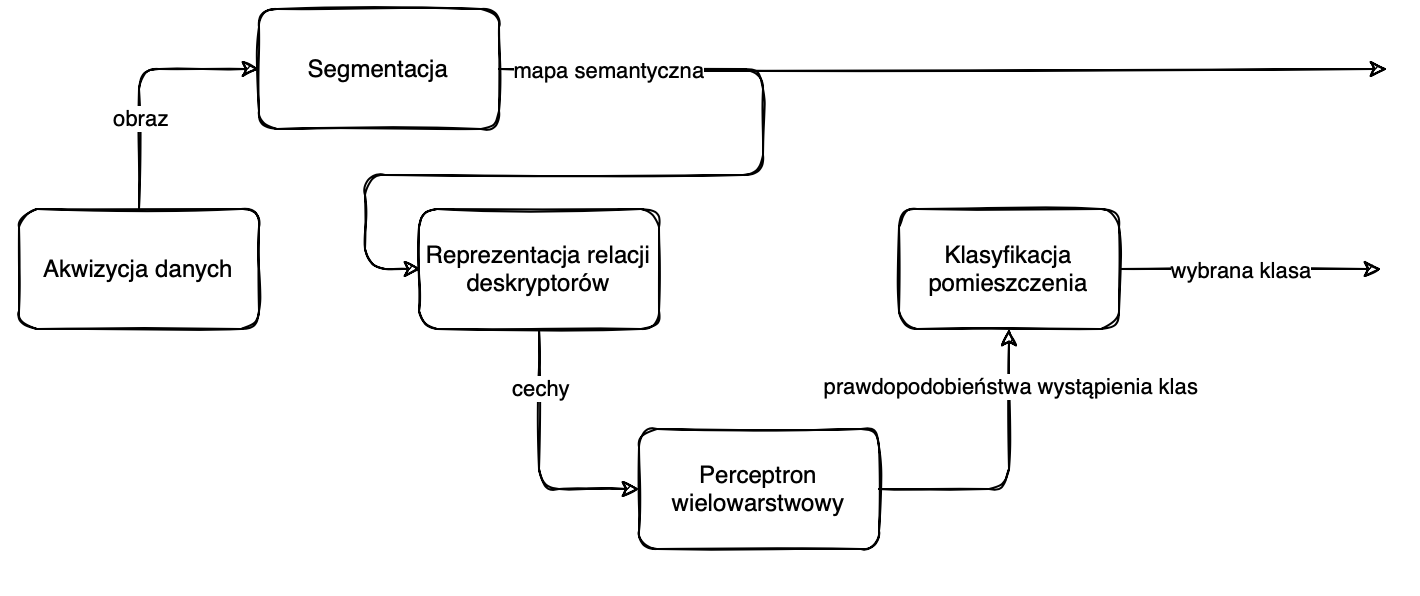 Segmentacja
mapa semantyczna
obraz
Akwizycja danych
Reprezentacja relacji
deskryptorów
Klasyfikacja
pomieszczenia
wybrana klasa
cechy
prawdopodobieństwa wystąpienia klas
Perceptron
wielowarstwowy